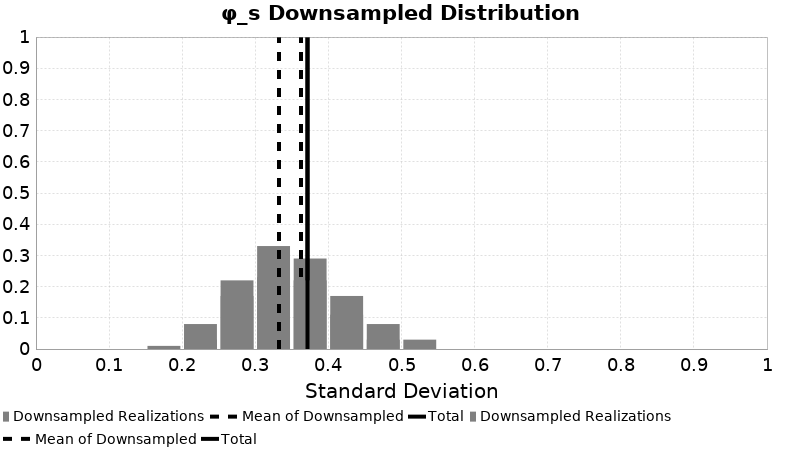 φ_s Downsampled Distribution
1
0.9
0.8
0.7
0.6
0.5
0.4
0.3
0.2
0.1
0
0 0.1 0.2 0.3 0.4 0.5 0.6 0.7 0.8 0.9 1
Standard Deviation
Downsampled Realizations Mean of Downsampled Total Downsampled Realizations
Mean of Downsampled Total